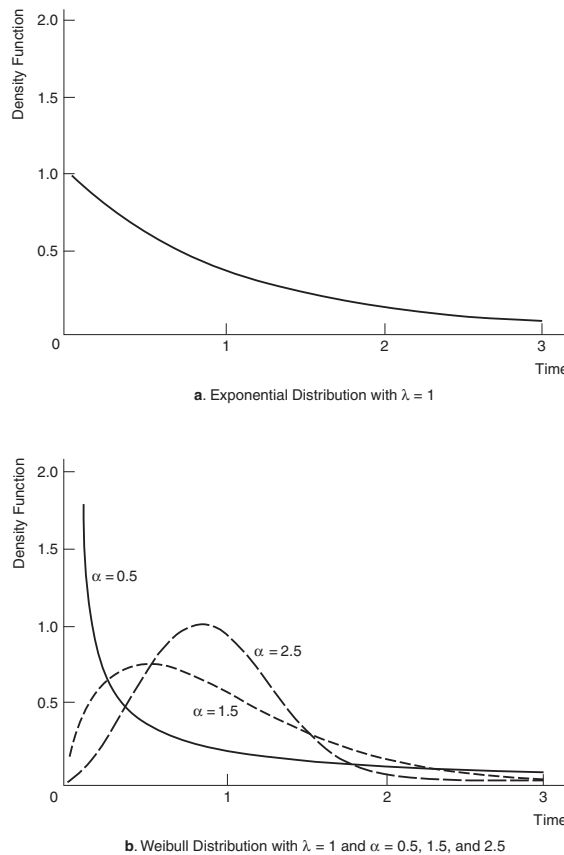 Density Function
2.0
1.5
1.0
0.5
0
1
2
3
Time
a. Exponential Distribution with λ = 1
Density Function
2.0
1.5
1.0
0.5
α = 0.5
α = 2.5
α = 1.5
0
1
2
3
Time
b. Weibull Distribution with λ = 1 and α = 0.5, 1.5, and 2.5